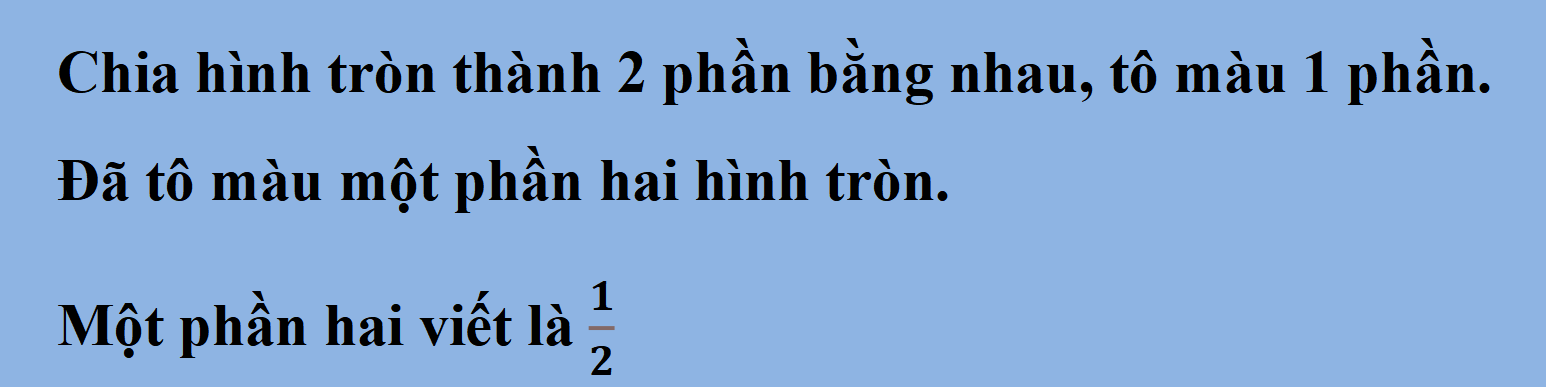 Chia hình tròn thành 2 phần bằng nhau, tô màu 1 phần.
Đã tô màu một phần hai hình tròn.
Một phần hai viết là $\frac{1}{2}$